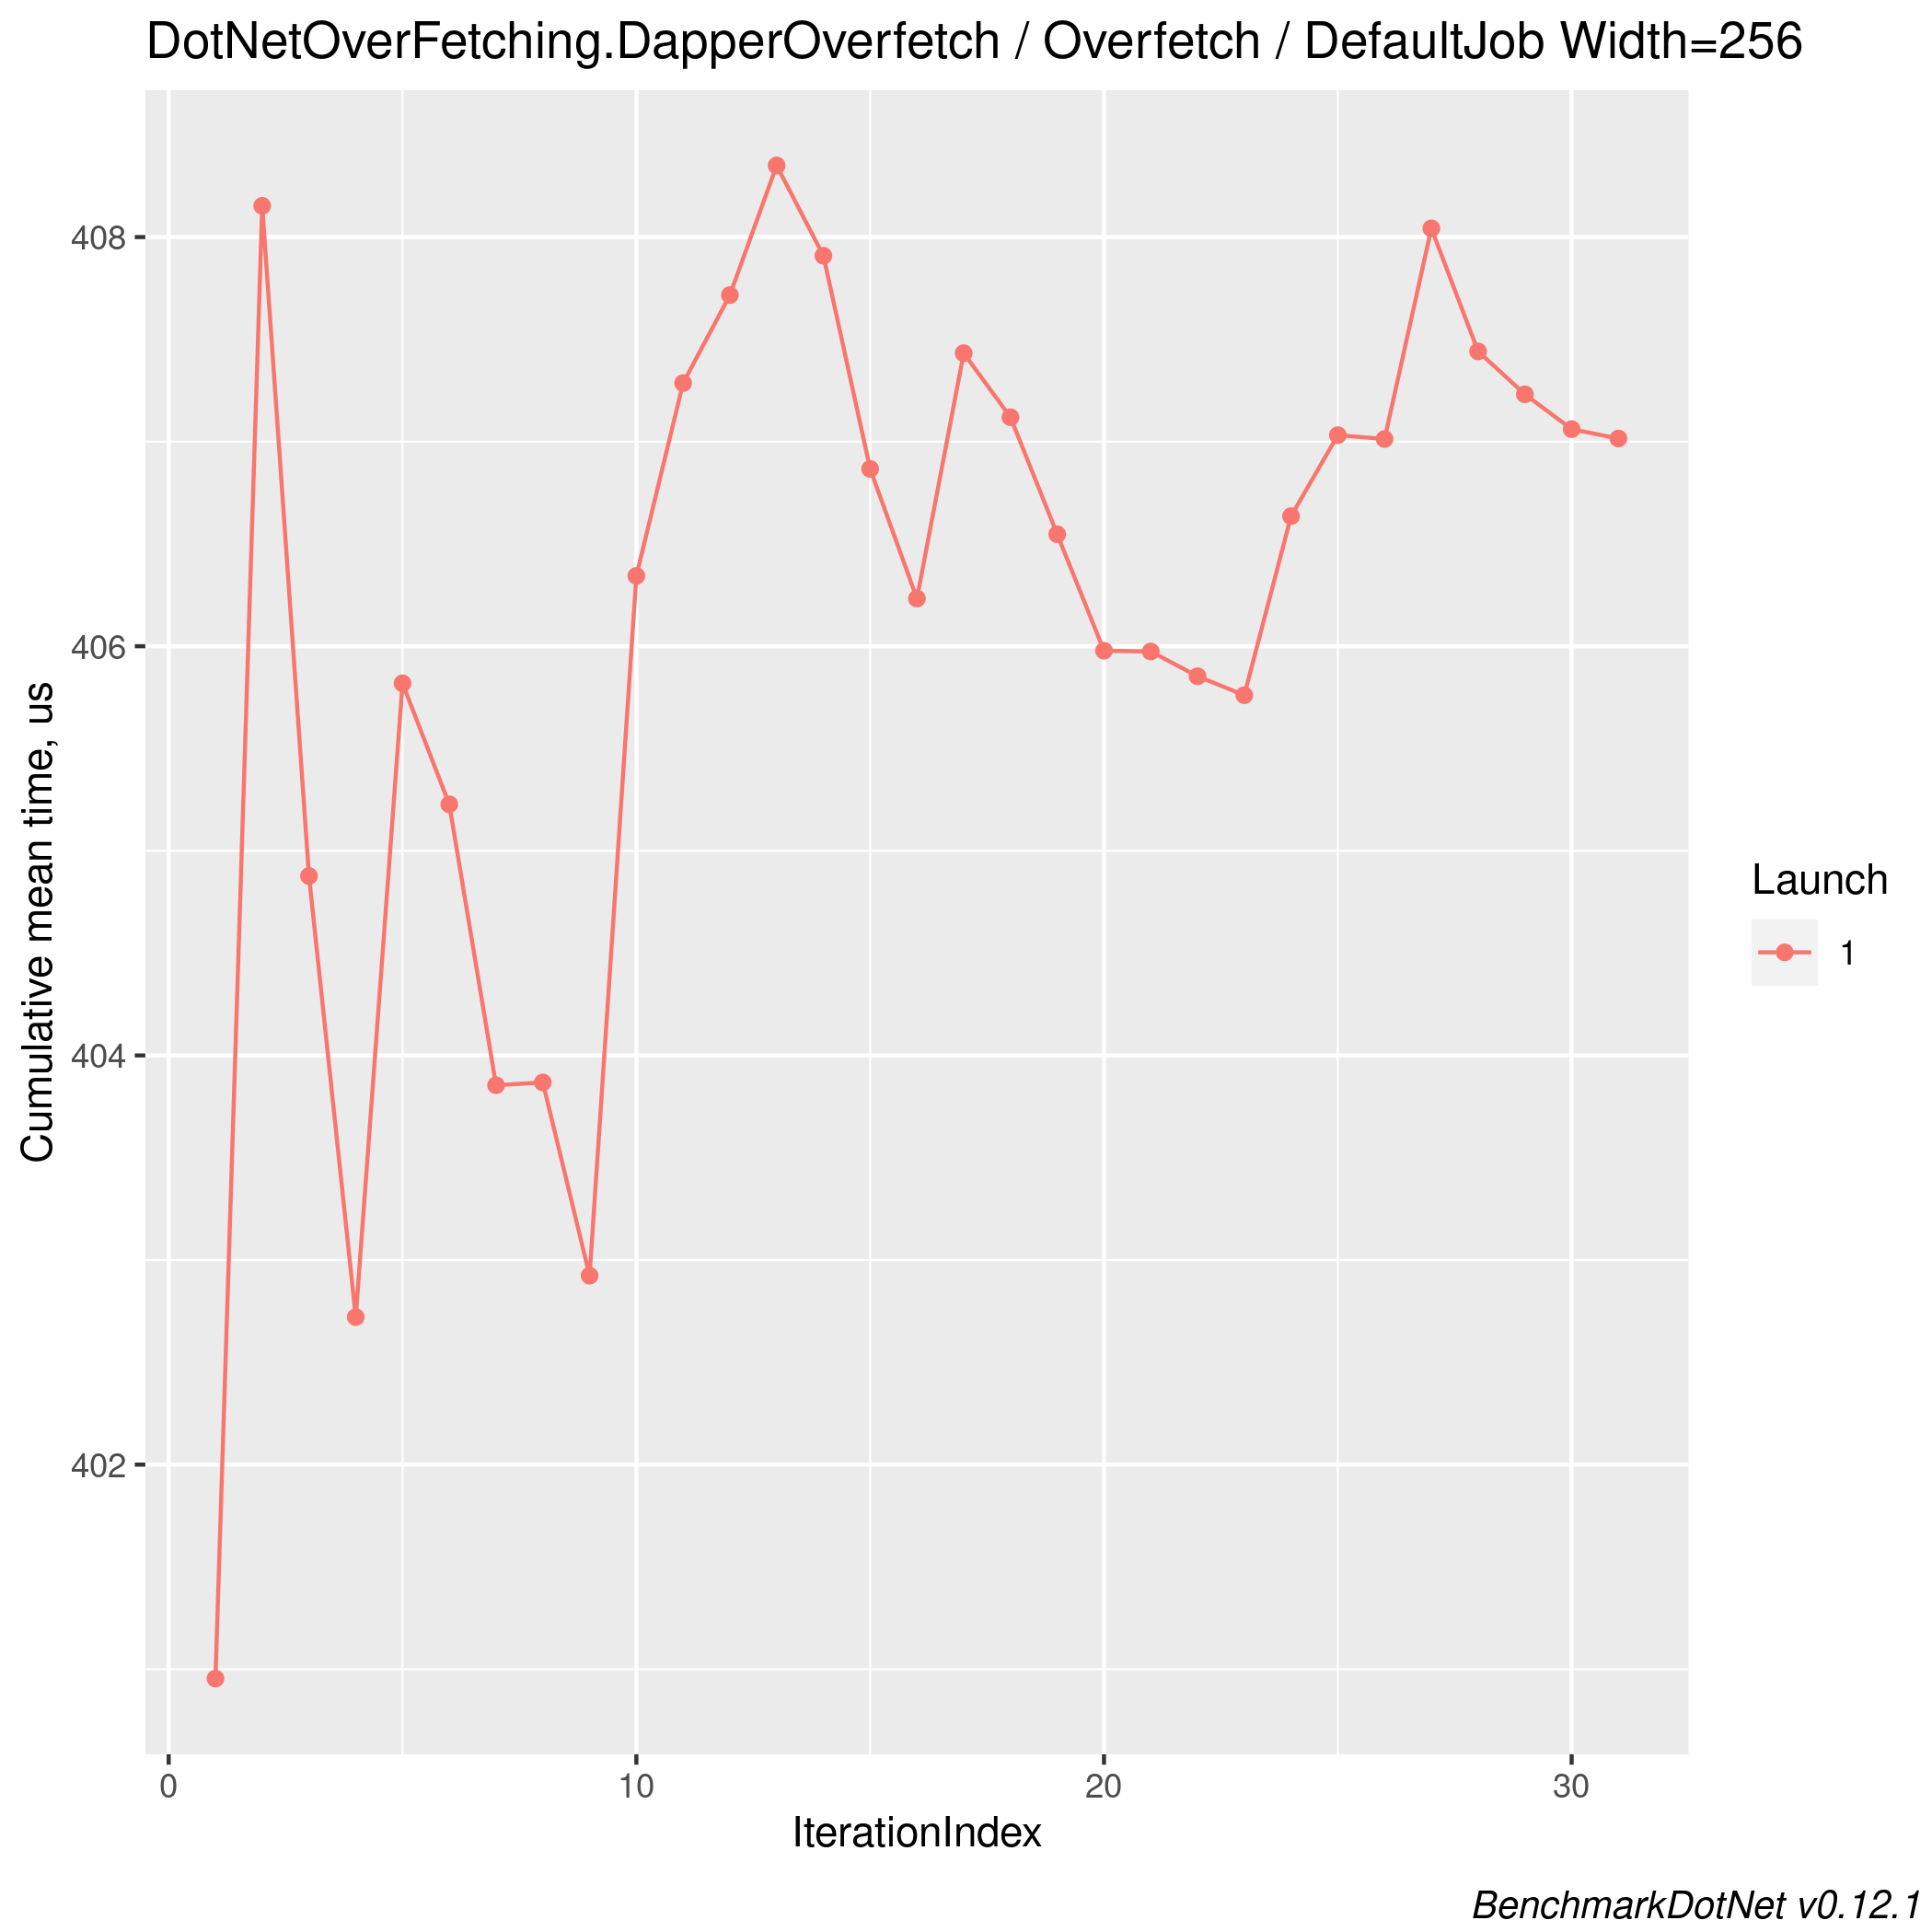 DotNetOverFetching.DapperOverfetch / Overfetch / DefaultJob Width=256
Cumulative mean time, us
408
406
404
402
0 10 20 30
IterationIndex
Launch
1
BenchmarkDotNet v0.12.1